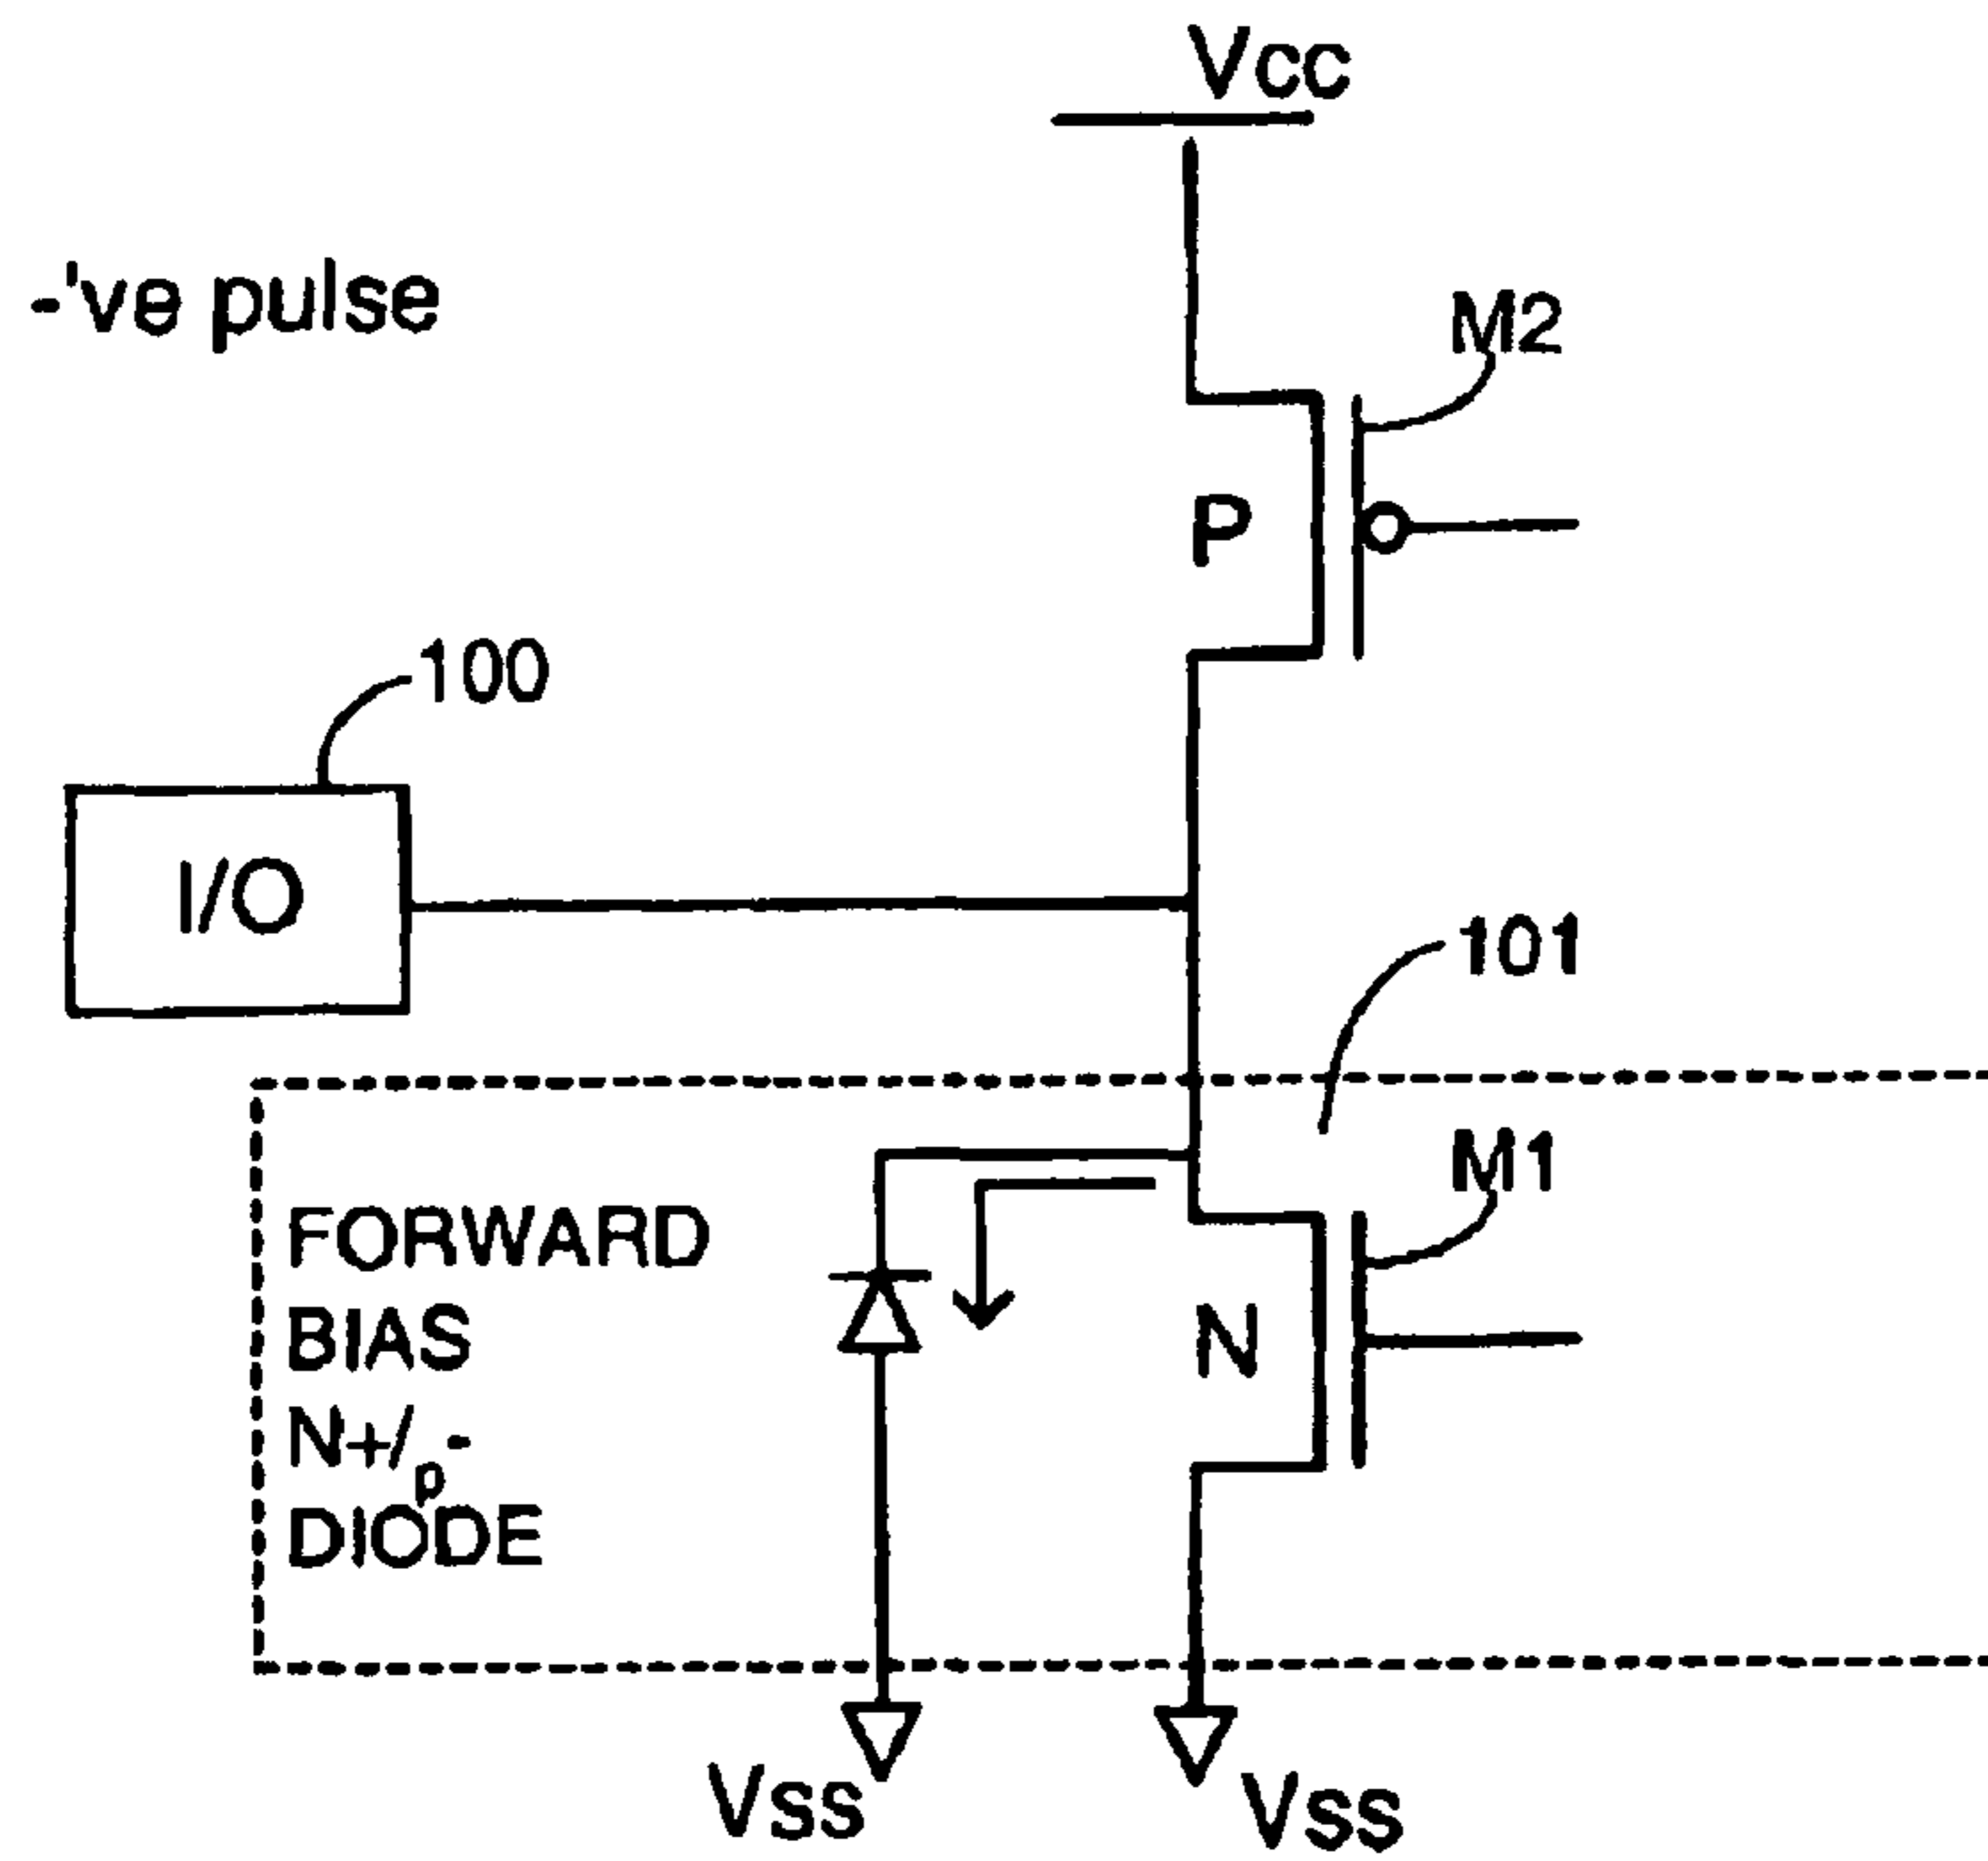 Vcc
-'ve pulse
M2
P
100
I/O
101
M1
FORWARD
BIAS
N+/p-
DIODE
N
Vss
Vss